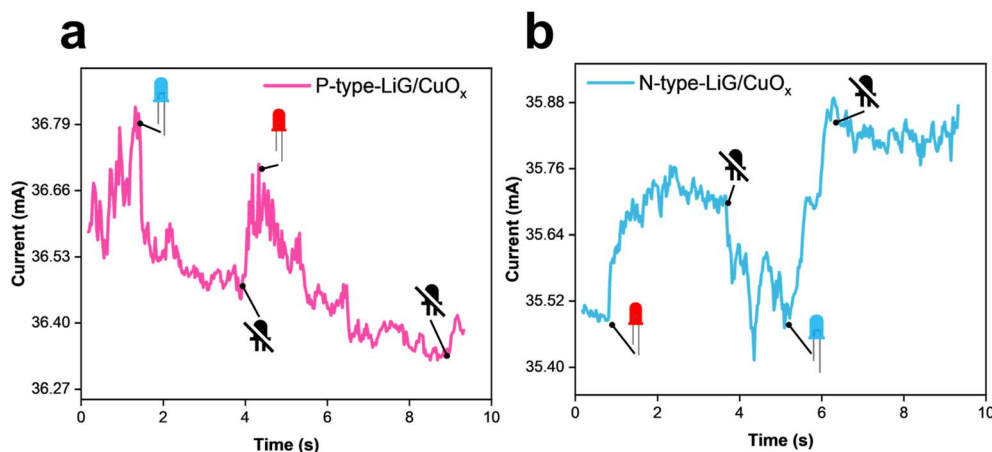 a
P-type-LiG/CuOx
Current (mA)
36.79
36.66
36.53
36.40
36.27
0 2 4 6 8 10
Time (s)
b
N-type-LiG/CuOx
Current (mA)
35.88
35.76
35.64
35.52
35.40
0 2 4 6 8 10
Time (s)